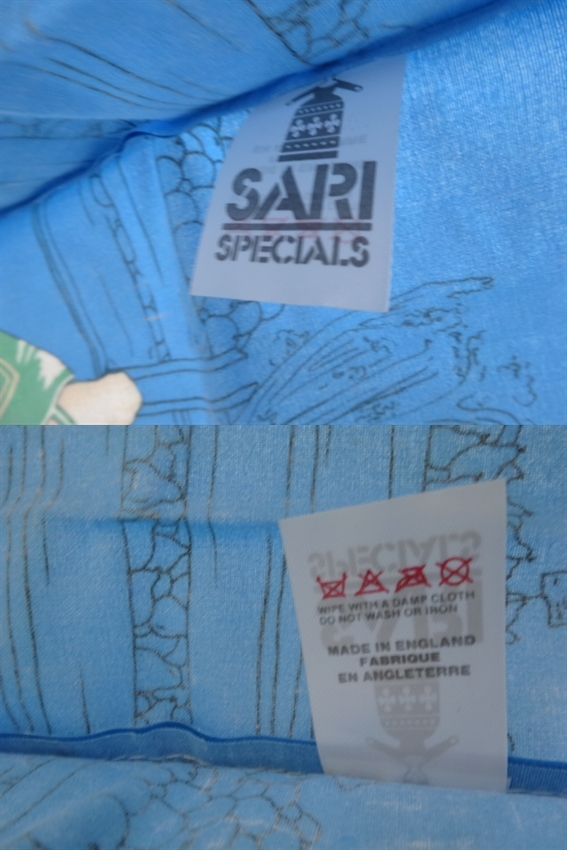 SARI
SPECIALS
WIPE WITH A DAMP CLOTH
DO NOT WASH OR IRON
MADE IN ENGLAND
FABRIQUE
EN ANGLETERRE